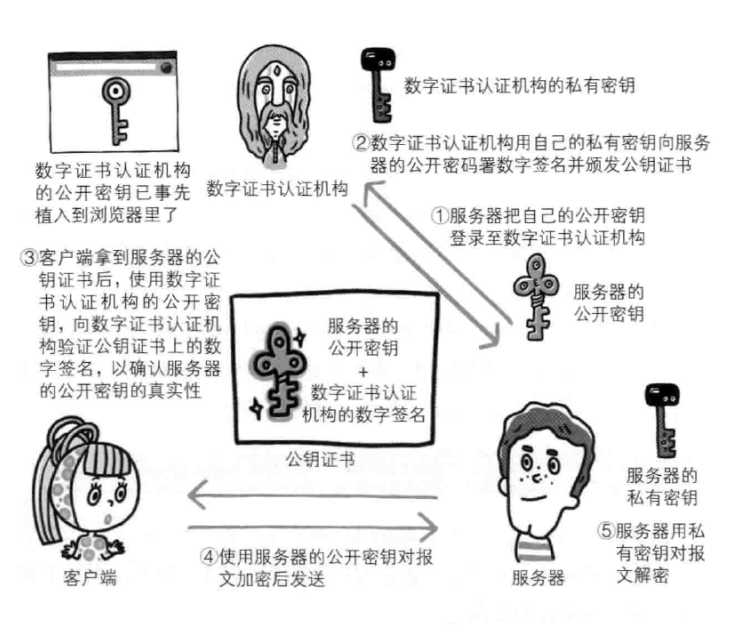 数字证书认证机构的私有密钥
②数字证书认证机构用自己的私有密钥向服务
器的公开密码署数字签名并颁发公钥证书
数字证书认证机构
的公开密钥已事先
植入到浏览器里了
数字证书认证机构
①服务器把自己的公开密钥
登录至数字证书认证机构
服务器的
公开密钥
③客户端拿到服务器的公
钥证书后，使用数字证
书认证机构的公开密
钥，向数字证书认证机
构验证公钥证书上的数
字签名，以确认服务器
的公开密钥的真实性
服务器的
公开密钥
+
数字证书认证
机构的数字签名
公钥证书
服务器的
私有密钥
④使用服务器的公开密钥对报
文加密后发送
⑤服务器用私
有密钥对报
文解密
客户端
服务器